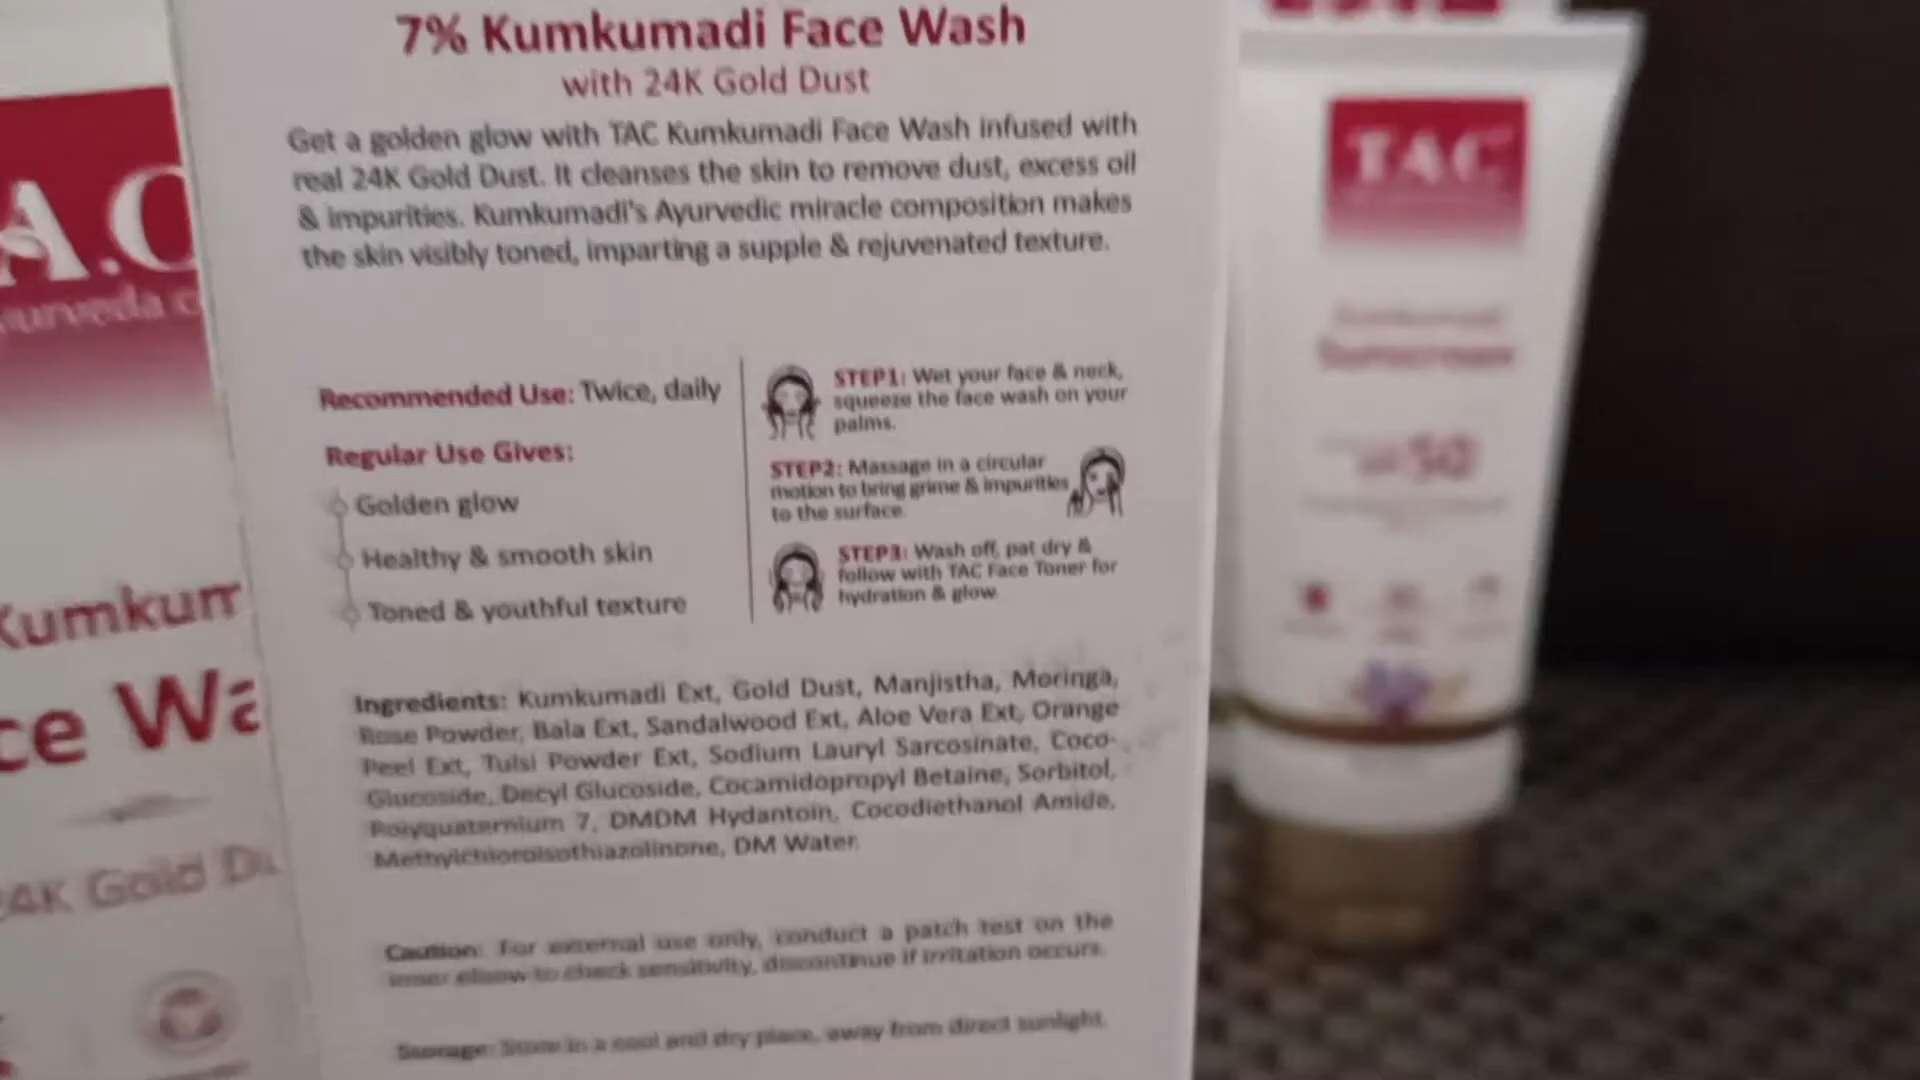 7% Kumkumadi Face Wash
with 24K Gold Dust
Get a golden glow with TAC Kumkumadi Face Wash infused with
real 24K Gold Dust. It cleanses the skin to remove dust, excess oil
& impurities. Kumkumadi's Ayurvedic miracle composition makes
the skin visibly toned, imparting a supple & rejuvenated texture.
Recommended Use: Twice, daily
Regular Use Gives:
Golden glow
Healthy & smooth skin
Toned & youthful texture
STEP1: Wet your face & neck,
squeeze the face wash on your
palms.
STEP2: Massage in a circular
motion to bring grime & impurities
to the surface.
STEP3: Wash off, pat dry &
follow with TAC Face Toner for
hydration & glow.
Ingredients: Kumkumadi Ext, Gold Dust, Manjistha, Moringa,
Rose Powder, Bala Ext, Sandalwood Ext, Aloe Vera Ext, Orange
Peel Ext, Tulsi Powder Ext, Sodium Lauryl Sarcosinate, Coco-
Glucoside, Decyl Glucoside, Cocamidopropyl Betaine, Sorbitol,
Polyquaternium 7, DMDM Hydantoin, Cocodiethanol Amide,
Methylchloroisothiazolinone, DM Water.
Caution: For external use only, conduct a patch test on the
inner elbow to check sensitivity, discontinue if irritation occurs.
Storage: Store in a cool and dry place, away from direct sunlight.
A.C
urveda c
Kumkum
ce Wa
4K Gold Du
TAC
Kumkumadi
Sunscreen
50